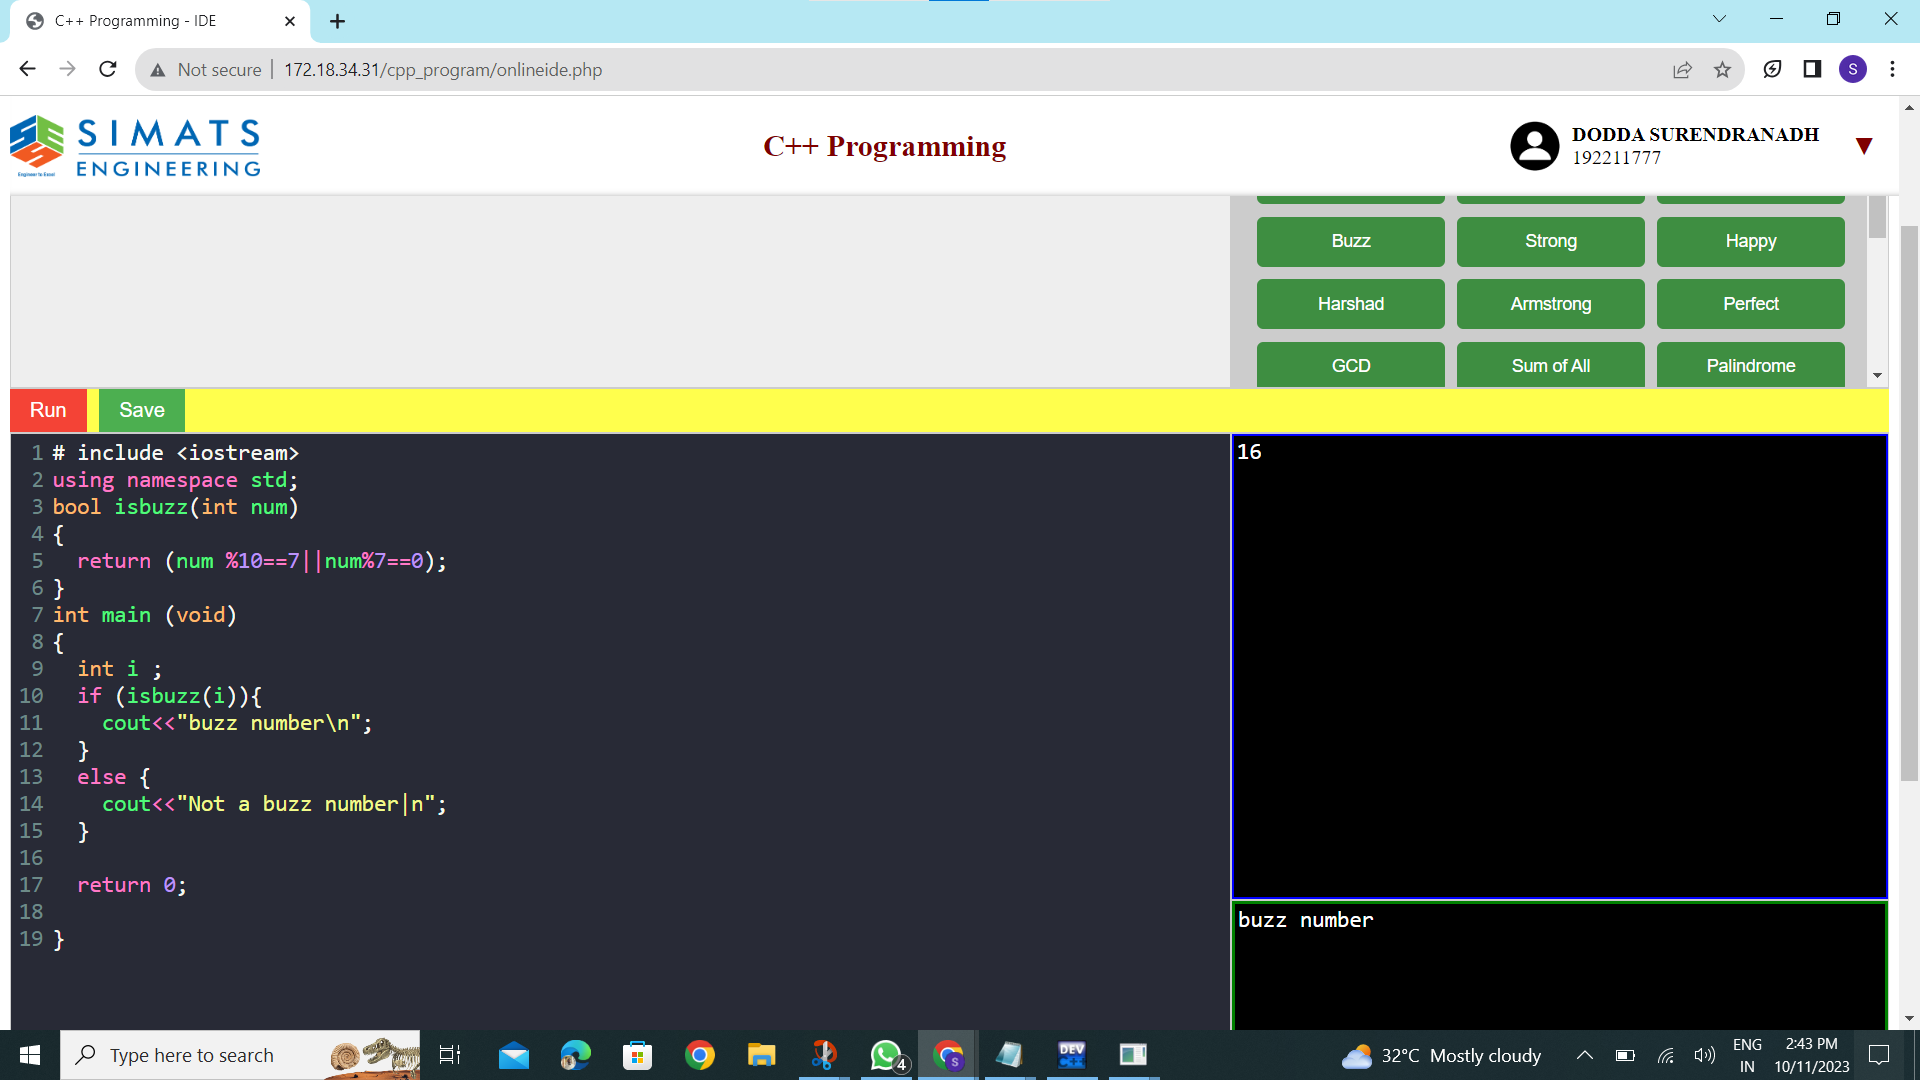 C++ Programming - IDE
Not secure 172.18.34.31/cpp_program/onlineide.php
S
SIMATS
ENGINEERING
Engineer to Excel
C++ Programming
DODDA SURENDRANADH
192211777
Buzz Strong Happy
Harshad Armstrong Perfect
GCD Sum of All Palindrome
Run Save
1 # include <iostream>
2 using namespace std;
3 bool isbuzz(int num)
4 {
5 return (num %10==7||num%7==0);
6 }
7 int main (void)
8 {
9 int i ;
10 if (isbuzz(i)){
11 cout<<"buzz number\n";
12 }
13 else {
14 cout<<"Not a buzz number|n";
15 }
16
17 return 0;
18
19 }
16
buzz number
Type here to search
4
S
DEV
C++
32°C Mostly cloudy
ENG
IN
2:43 PM
10/11/2023